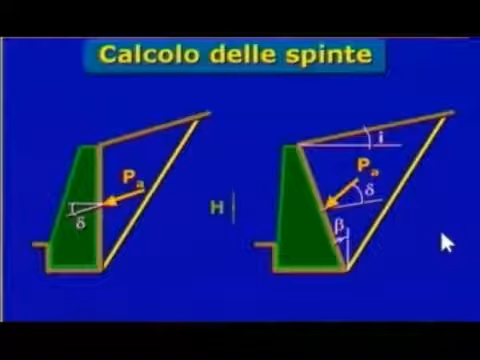 Calcolo delle spinte
i
Pa
Pa
δ
δ
H
β